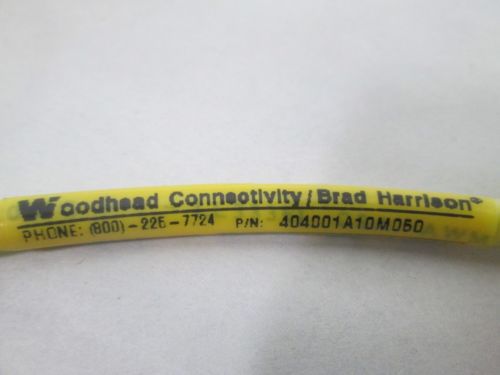 Woodhead Connectivity/Brad Harrison®
PHONE: (800)-225-7724 P/N: 404001A10M050